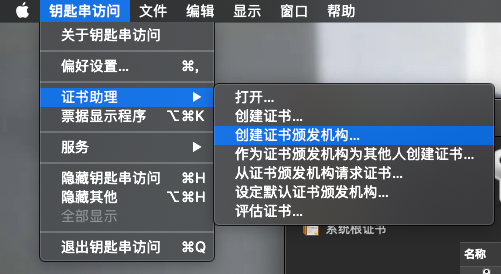 钥匙串访问 文件 编辑 显示 窗口 帮助
关于钥匙串访问
偏好设置... ⌘,
证书助理 ▶
票据显示程序 ⌥⌘K
服务 ▶
隐藏钥匙串访问 ⌘H
隐藏其他 ⌥⌘H
全部显示
退出钥匙串访问 ⌘Q
打开...
创建证书...
创建证书颁发机构...
作为证书颁发机构为其他人创建证书...
从证书颁发机构请求证书...
设定默认证书颁发机构...
评估证书...
系统根证书
名称